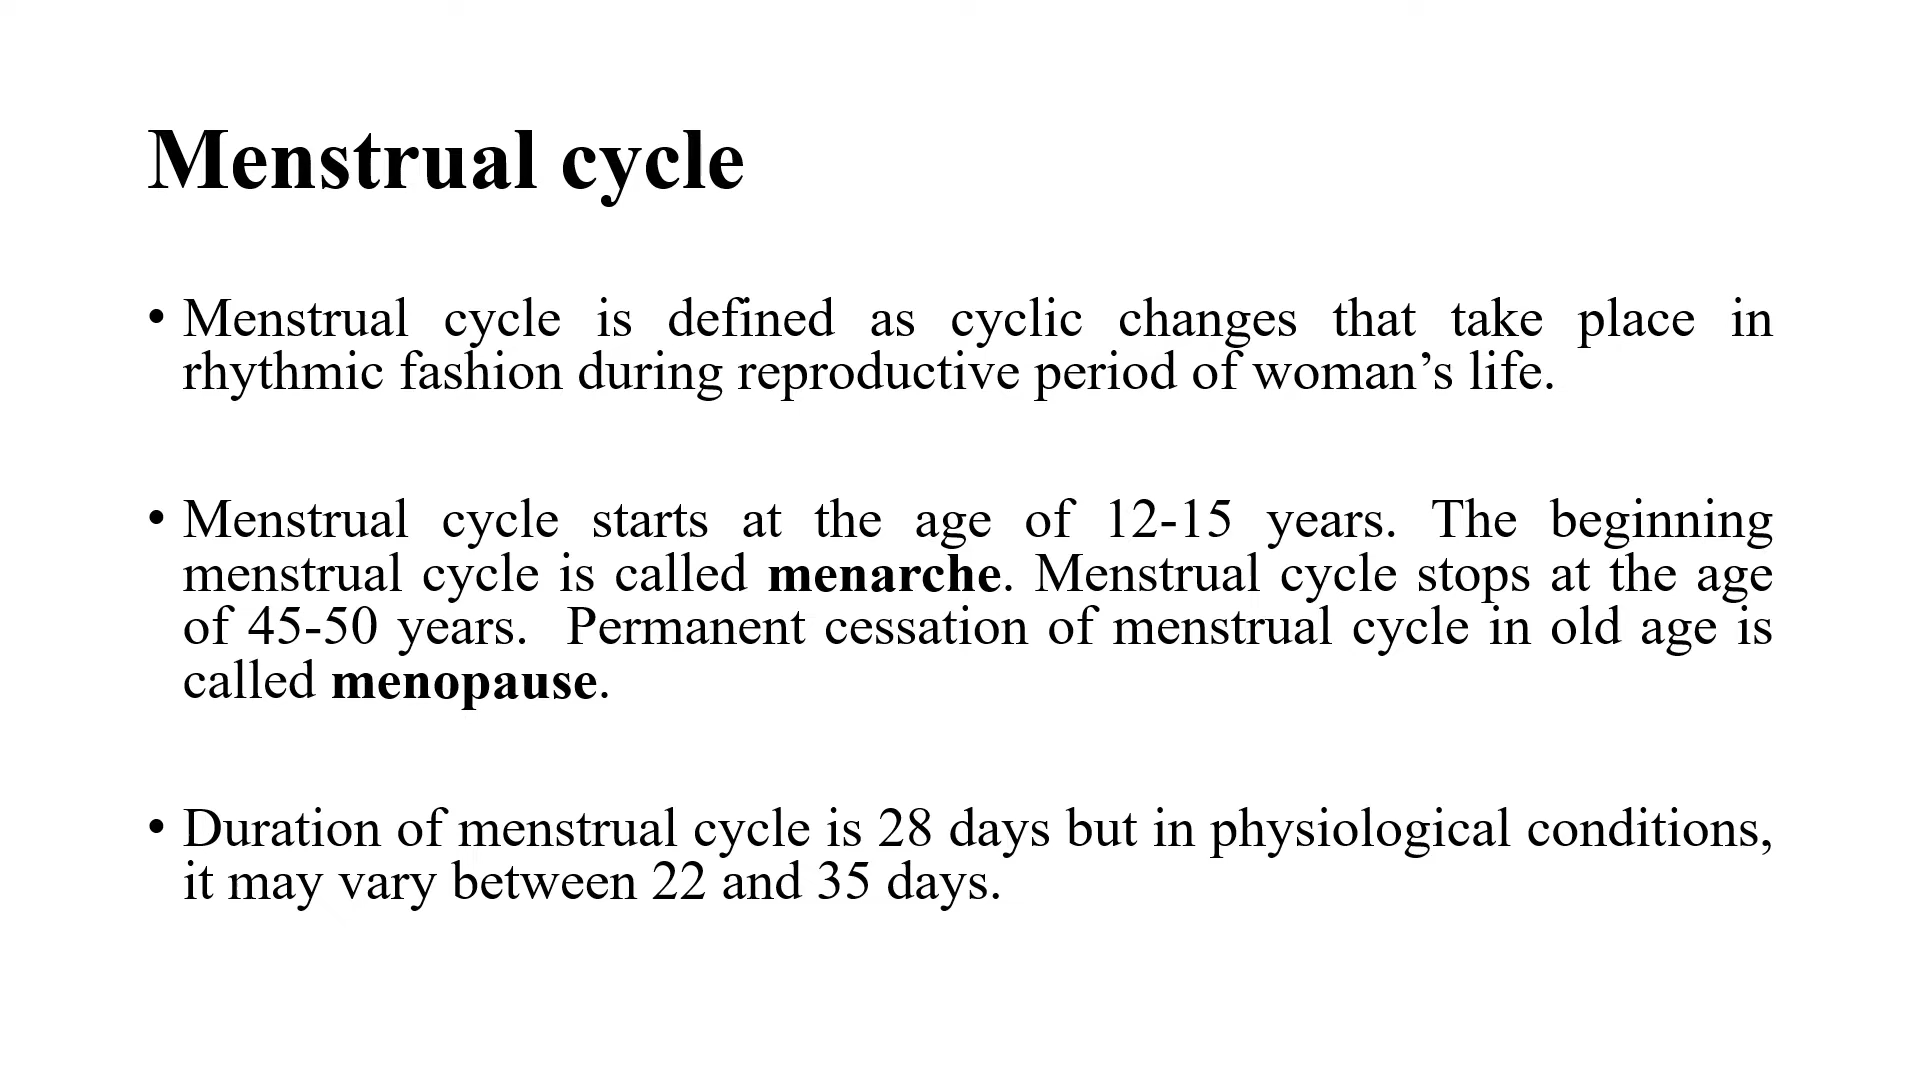 Menstrual cycle
• Menstrual cycle is defined as cyclic changes that take place in
rhythmic fashion during reproductive period of woman’s life.
• Menstrual cycle starts at the age of 12-15 years. The beginning
menstrual cycle is called menarche. Menstrual cycle stops at the age
of 45-50 years.  Permanent cessation of menstrual cycle in old age is
called menopause.
• Duration of menstrual cycle is 28 days but in physiological conditions,
it may vary between 22 and 35 days.